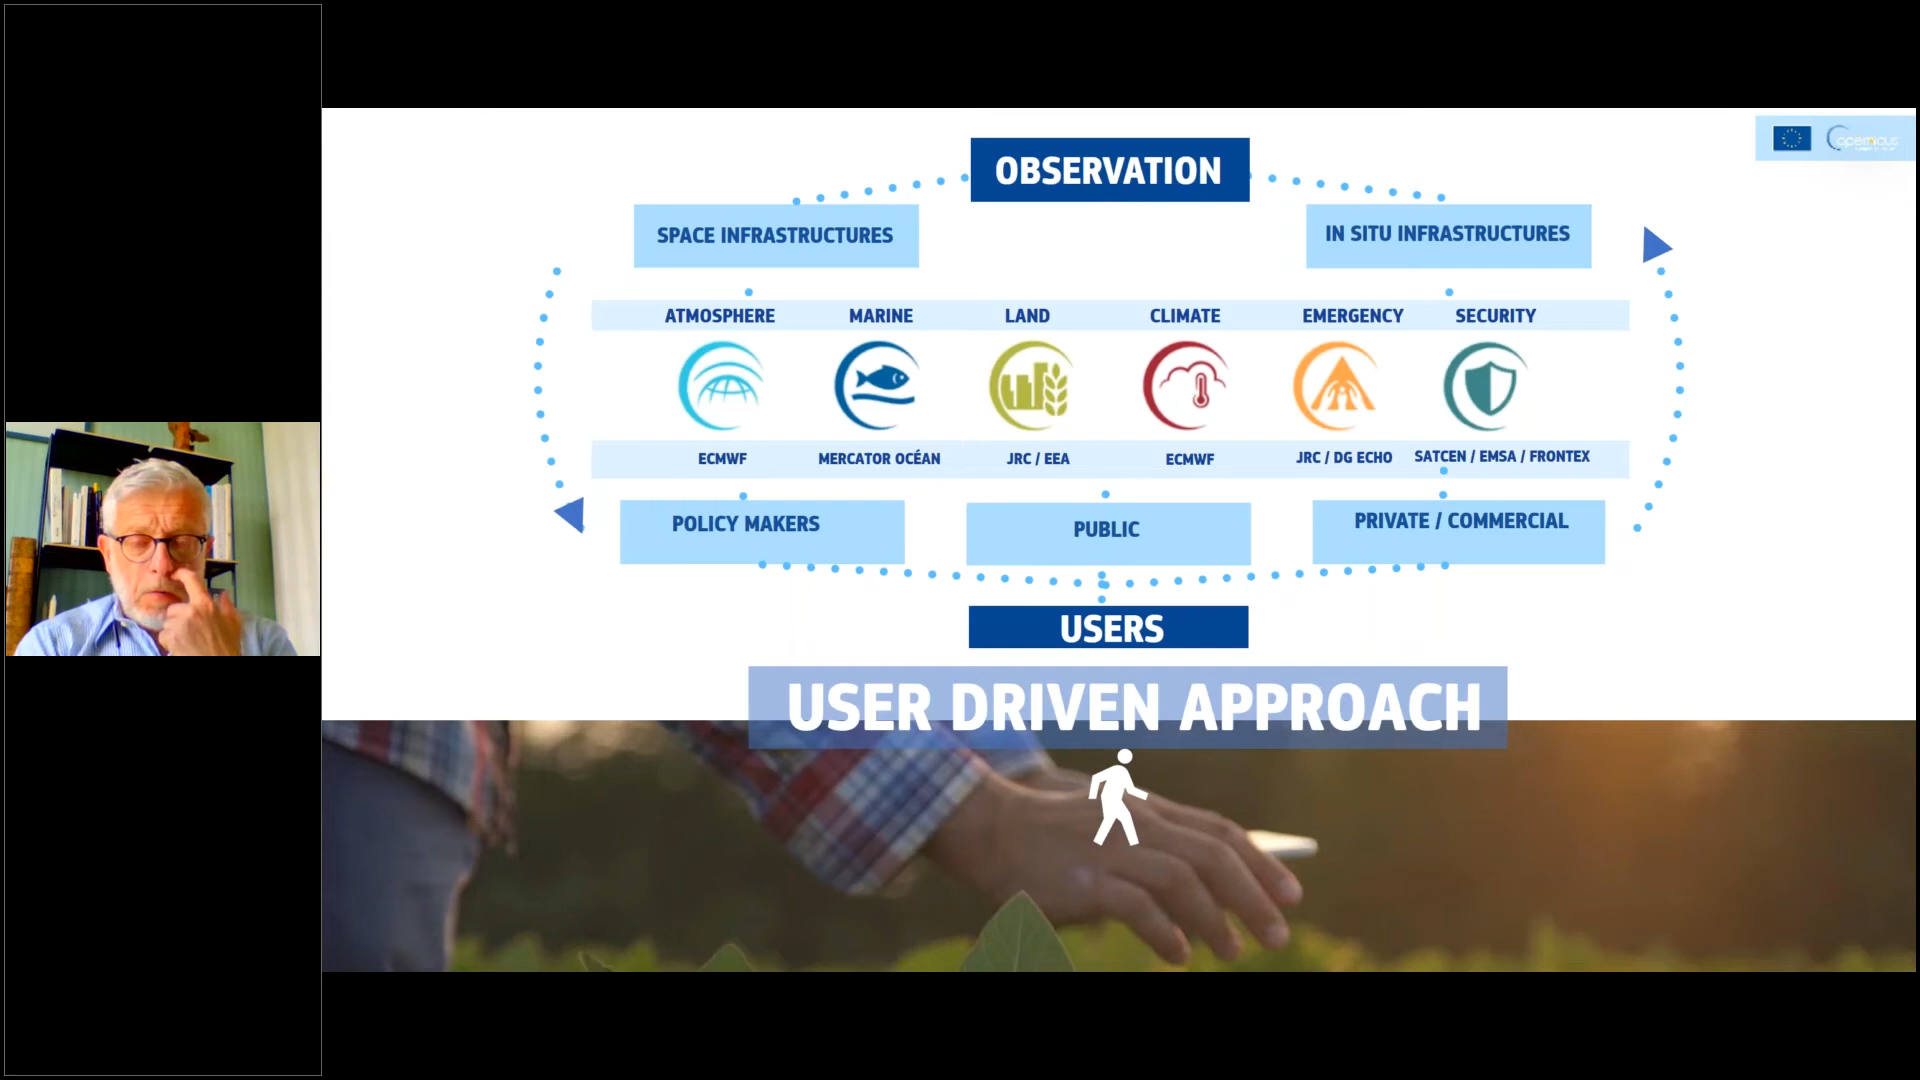 OBSERVATION
opernicus
SPACE INFRASTRUCTURES
IN SITU INFRASTRUCTURES
ATMOSPHERE MARINE LAND CLIMATE EMERGENCY SECURITY
ECMWF MERCATOR OCÉAN JRC / EEA ECMWF JRC / DG ECHO SATCEN / EMSA / FRONTEX
POLICY MAKERS PUBLIC PRIVATE / COMMERCIAL
USERS
USER DRIVEN APPROACH